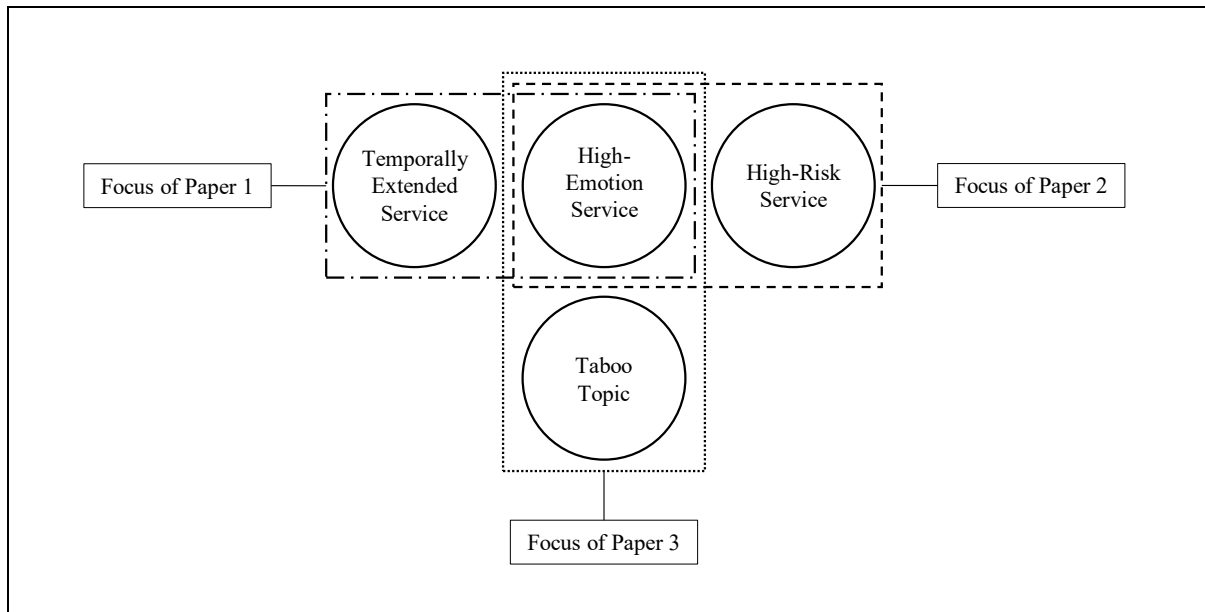 Focus of Paper 1
Temporally
Extended
Service
High-
Emotion
Service
High-Risk
Service
Focus of Paper 2
Taboo
Topic
Focus of Paper 3